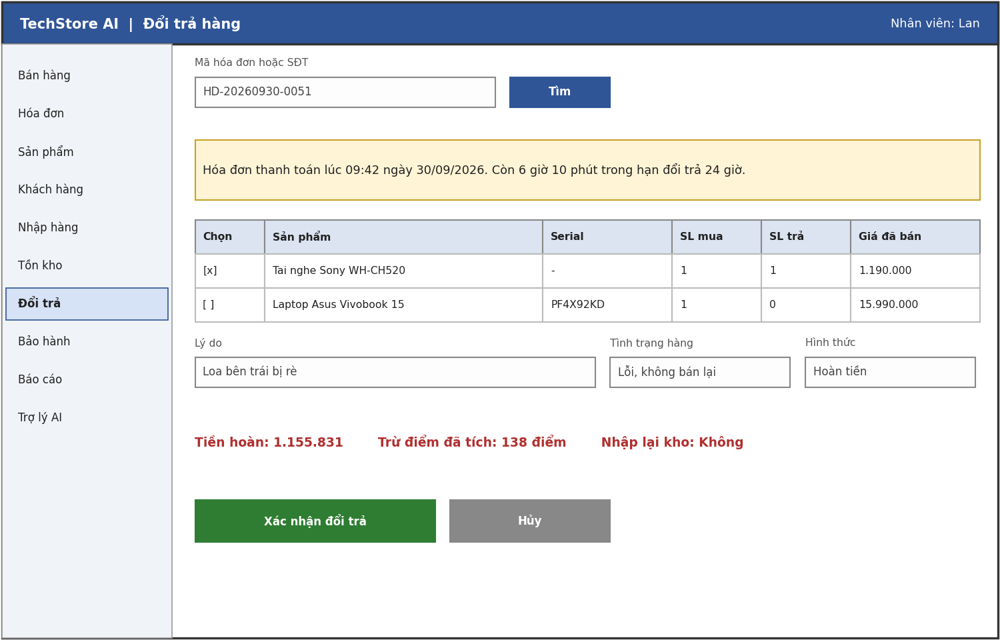 TechStore AI | Đổi trả hàng
Nhân viên: Lan
Bán hàng
Hóa đơn
Sản phẩm
Khách hàng
Nhập hàng
Tồn kho
Đổi trả
Bảo hành
Báo cáo
Trợ lý AI
Mã hóa đơn hoặc SĐT
HD-20260930-0051
Tìm
Hóa đơn thanh toán lúc 09:42 ngày 30/09/2026. Còn 6 giờ 10 phút trong hạn đổi trả 24 giờ.
Chọn Sản phẩm Serial SL mua SL trả Giá đã bán
[x] Tai nghe Sony WH-CH520 - 1 1 1.190.000
[ ] Laptop Asus Vivobook 15 PF4X92KD 1 0 15.990.000
Lý do Tình trạng hàng Hình thức
Loa bên trái bị rè Lỗi, không bán lại Hoàn tiền
Tiền hoàn: 1.155.831 Trừ điểm đã tích: 138 điểm Nhập lại kho: Không
Xác nhận đổi trả Hủy